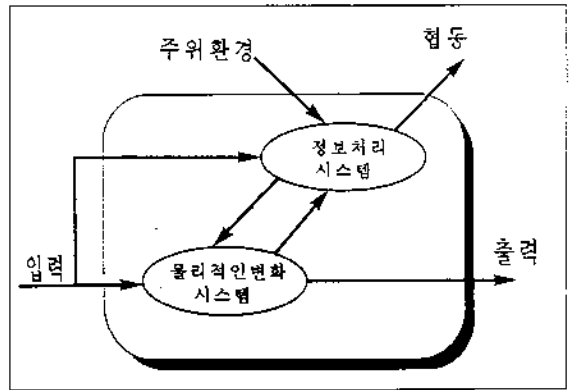 협동
주위환경
정보처리
시스템
입력
물리적인변화
시스템
출력